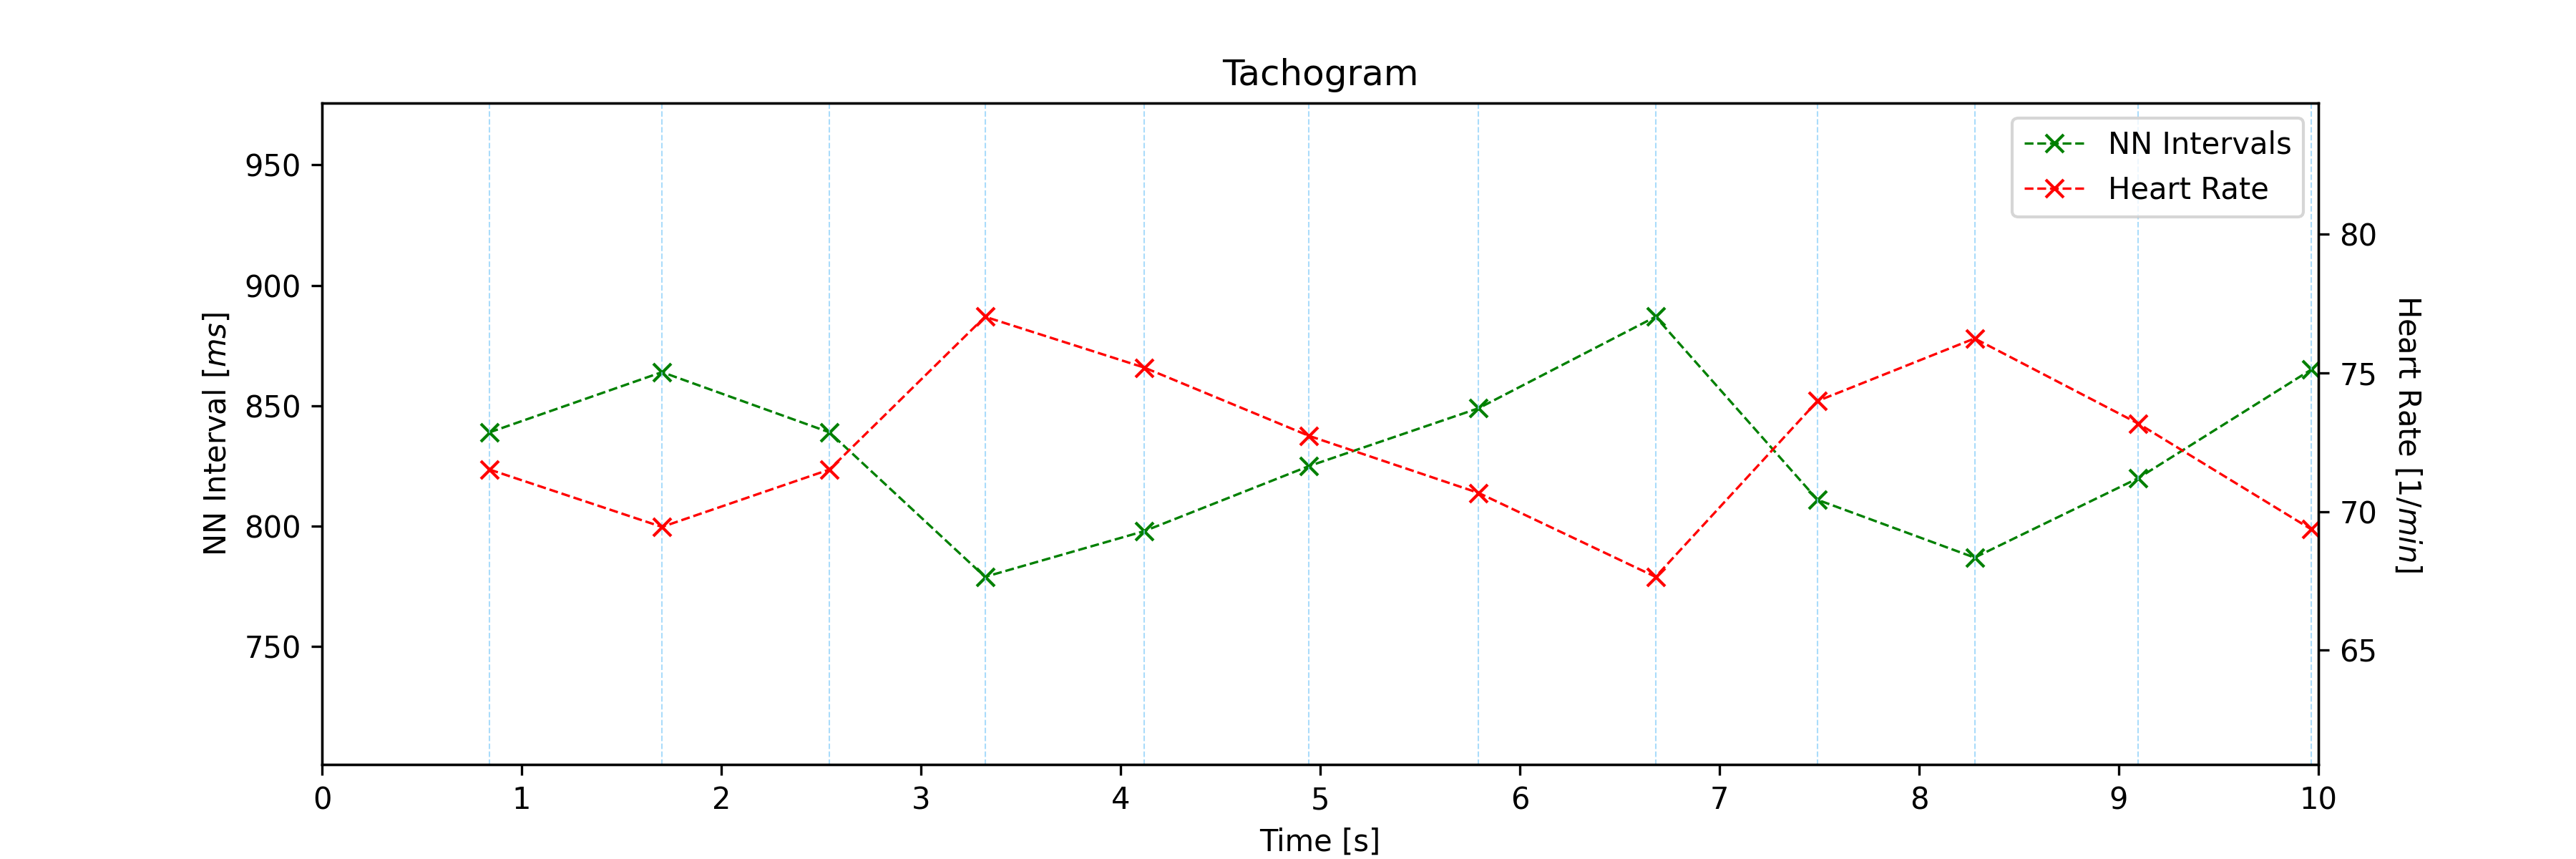 Tachogram
NN Intervals
Heart Rate
950
900
850
800
750
NN Interval [ms]
80
75
70
65
Heart Rate [1/min]
0 1 2 3 4 5 6 7 8 9 10
Time [s]